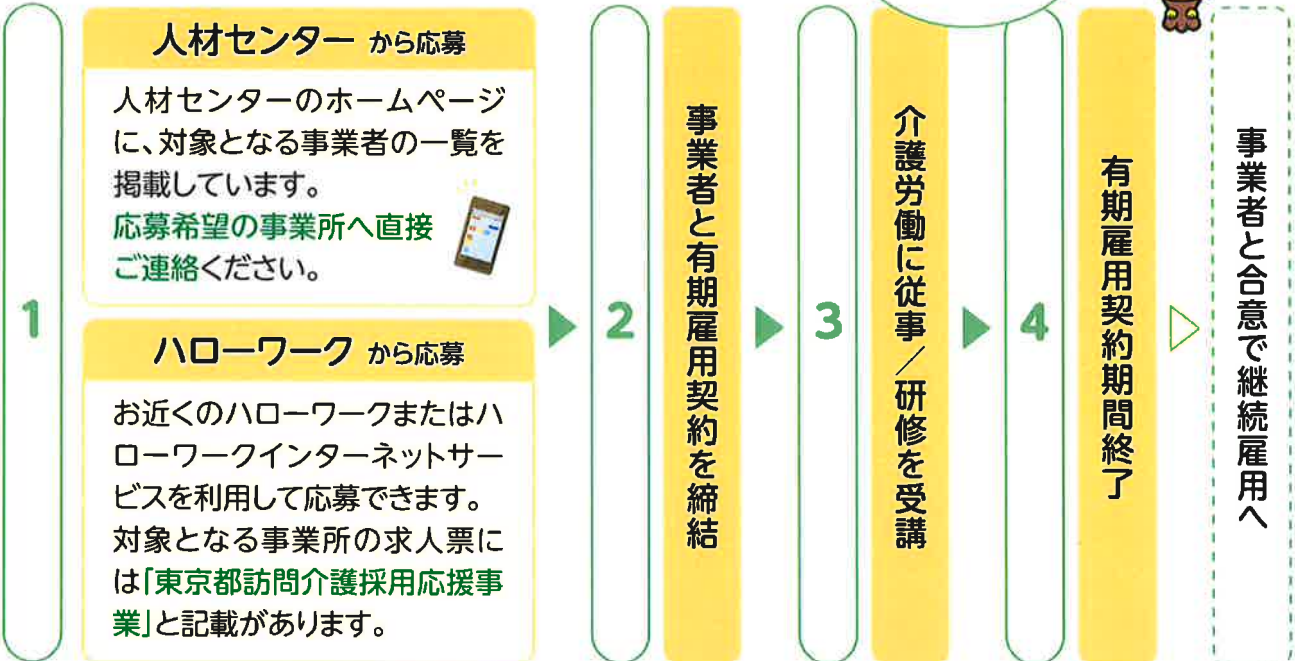 1
人材センター から応募
人材センターのホームページ
に、対象となる事業者の一覧を
掲載しています。
応募希望の事業所へ直接
ご連絡ください。
ハローワーク から応募
お近くのハローワークまたはハ
ローワークインターネットサー
ビスを利用して応募できます。
対象となる事業所の求人票に
は「東京都訪問介護採用応援事
業」と記載があります。
2
事業者と有期雇用契約を締結
3
介護労働に従事／研修を受講
4
有期雇用契約期間終了
事業者と合意で継続雇用へ